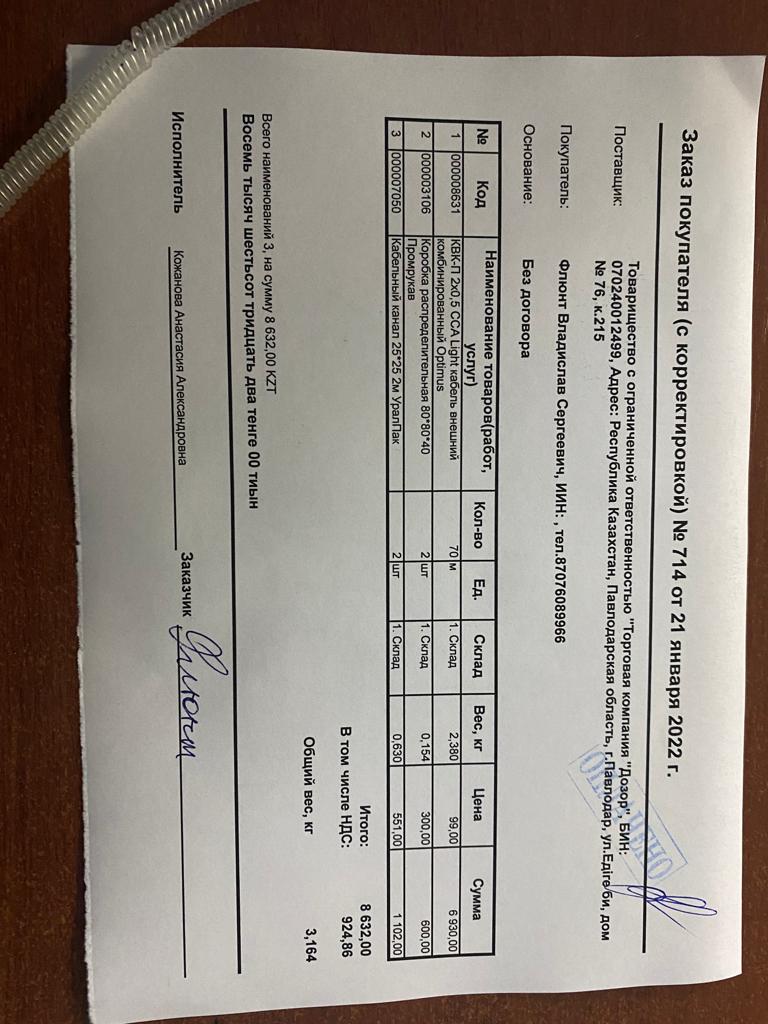 Заказ покупателя (с корректировкой) № 714 от 21 января 2022 г.
Поставщик: Товарищество с ограниченной ответственностью "Торговая компания "Дозор", БИН:
070240012499, Адрес: Республика Казахстан, Павлодарская область, г.Павлодар, ул.Едіге би, дом
№ 76, к.215
ОПЛАЧЕНО
Покупатель: Флюнт Владислав Сергеевич, ИИН: , тел.87076089966
Основание: Без договора
№ Код Наименование товаров(работ, услуг) Кол-во Ед. Склад Вес, кг Цена Сумма
1 000008631 КВК-П 2х0,5 ССА Light кабель внешний 70 м 1. Склад 2,380 99,00 6 930,00
комбинированный Optimus
2 000003106 Коробка распределительная 80*80*40 2 шт 1. Склад 0,154 300,00 600,00
Промрукав
3 000007050 Кабельный канал 25*25 2м УралПак 2 шт 1. Склад 0,630 551,00 1 102,00
Итого: 8 632,00
В том числе НДС: 924,86
Общий вес, кг 3,164
Всего наименований 3, на сумму 8 632,00 KZT
Восемь тысяч шестьсот тридцать два тенге 00 тиын
Исполнитель Кожанова Анастасия Александровна Заказчик Флюнт